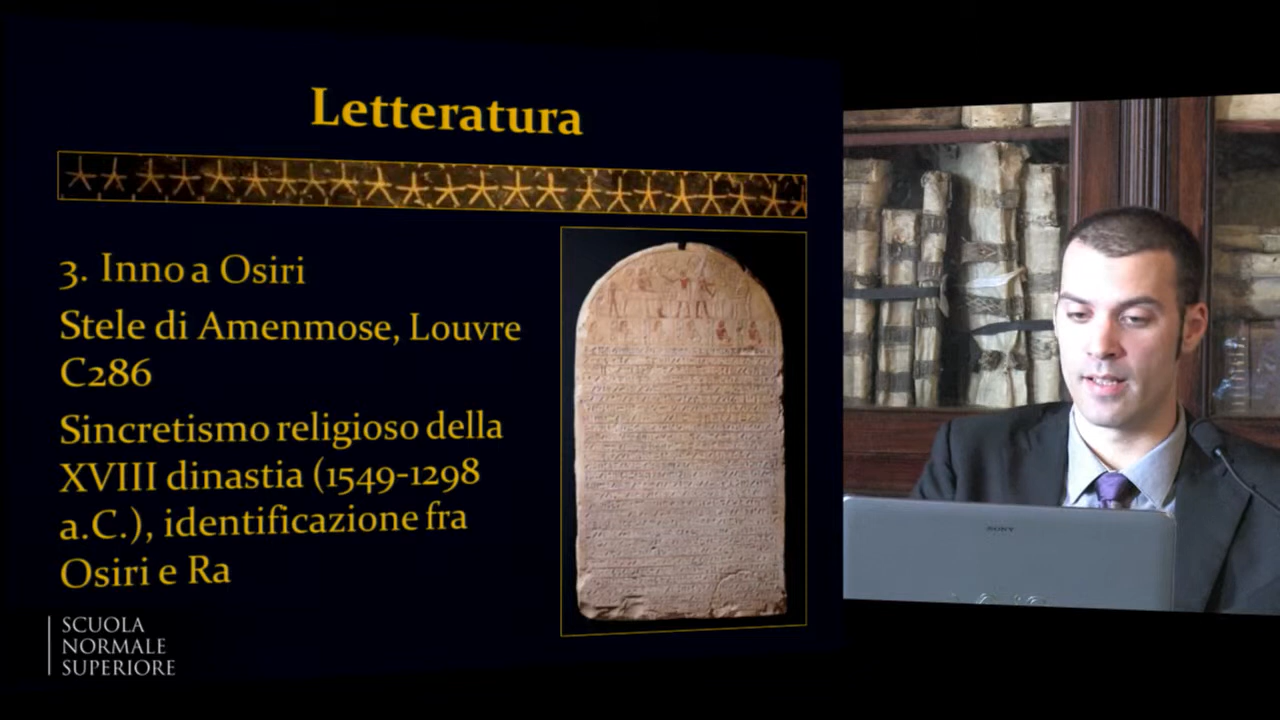 Letteratura
3. Inno a Osiri
Stele di Amenmose, Louvre
C286
Sincretismo religioso della
XVIII dinastia (1549-1298
a.C.), identificazione fra
Osiri e Ra
SCUOLA
NORMALE
SUPERIORE
SONY